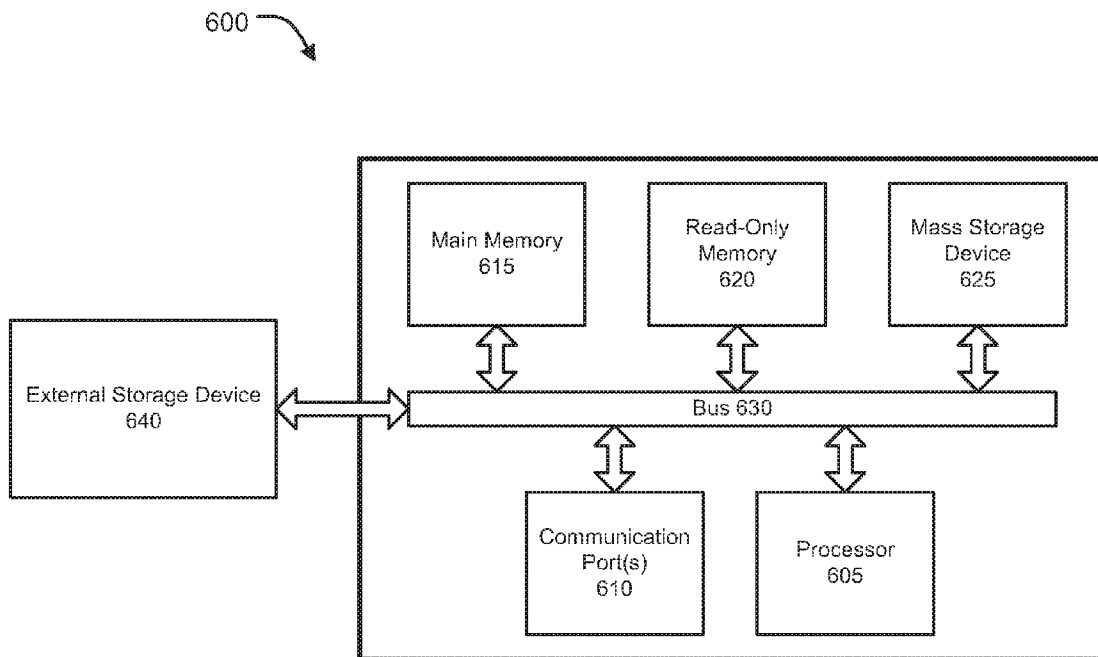 600
Main Memory
615
Read-Only
Memory
620
Mass Storage
Device
625
External Storage Device
640
Bus 630
Communication
Port(s)
610
Processor
605